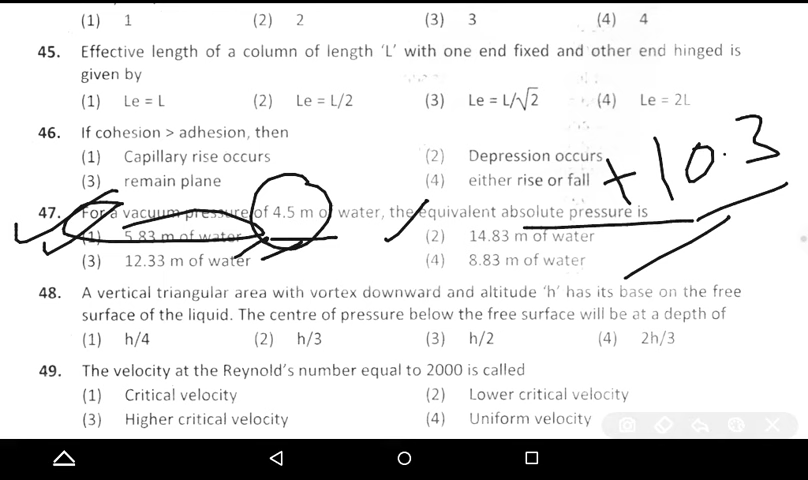 (1) 1 (2) 2 (3) 3 (4) 4
45. Effective length of a column of length 'L' with one end fixed and other end hinged is
given by
(1) Le = L (2) Le = L/2 (3) Le = L/√2 (4) Le = 2L
46. If cohesion > adhesion, then
(1) Capillary rise occurs (2) Depression occurs
(3) remain plane (4) either rise or fall
+10.3
47. For a vacuum pressure of 4.5 m of water, the equivalent absolute pressure is
(1) 5.83 m of water (2) 14.83 m of water
(3) 12.33 m of water (4) 8.83 m of water
48. A vertical triangular area with vortex downward and altitude 'h' has its base on the free
surface of the liquid. The centre of pressure below the free surface will be at a depth of
(1) h/4 (2) h/3 (3) h/2 (4) 2h/3
49. The velocity at the Reynold's number equal to 2000 is called
(1) Critical velocity (2) Lower critical velocity
(3) Higher critical velocity (4) Uniform velocity